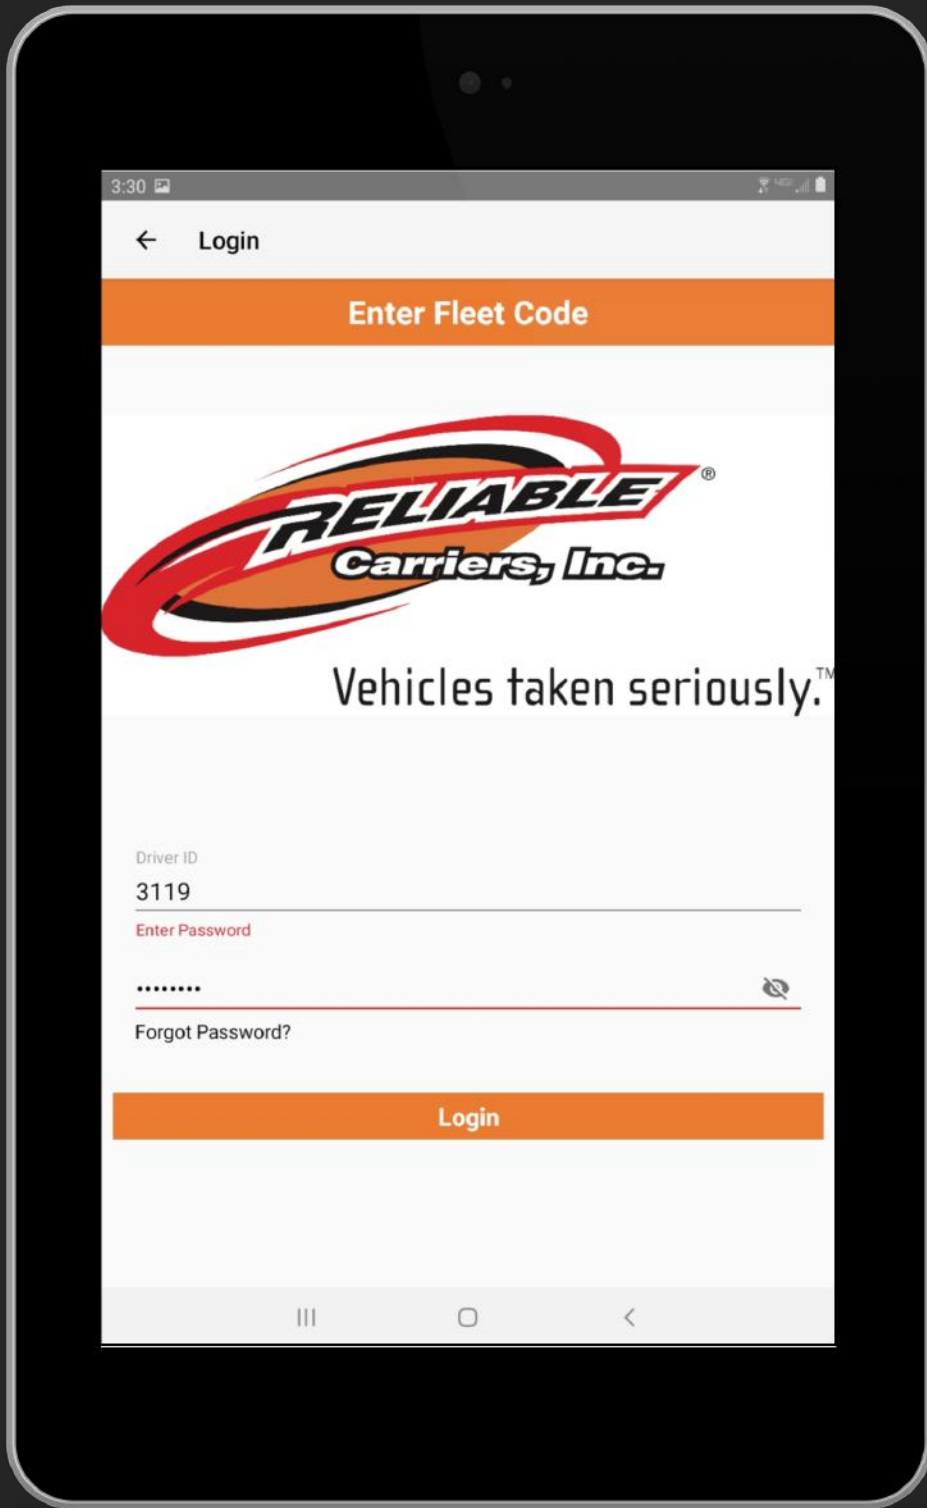 3:30
Login
Enter Fleet Code
RELIABLE®
Carriers, Inc.
Vehicles taken seriously.™
Driver ID
3119
Enter Password
••••••••
Forgot Password?
Login